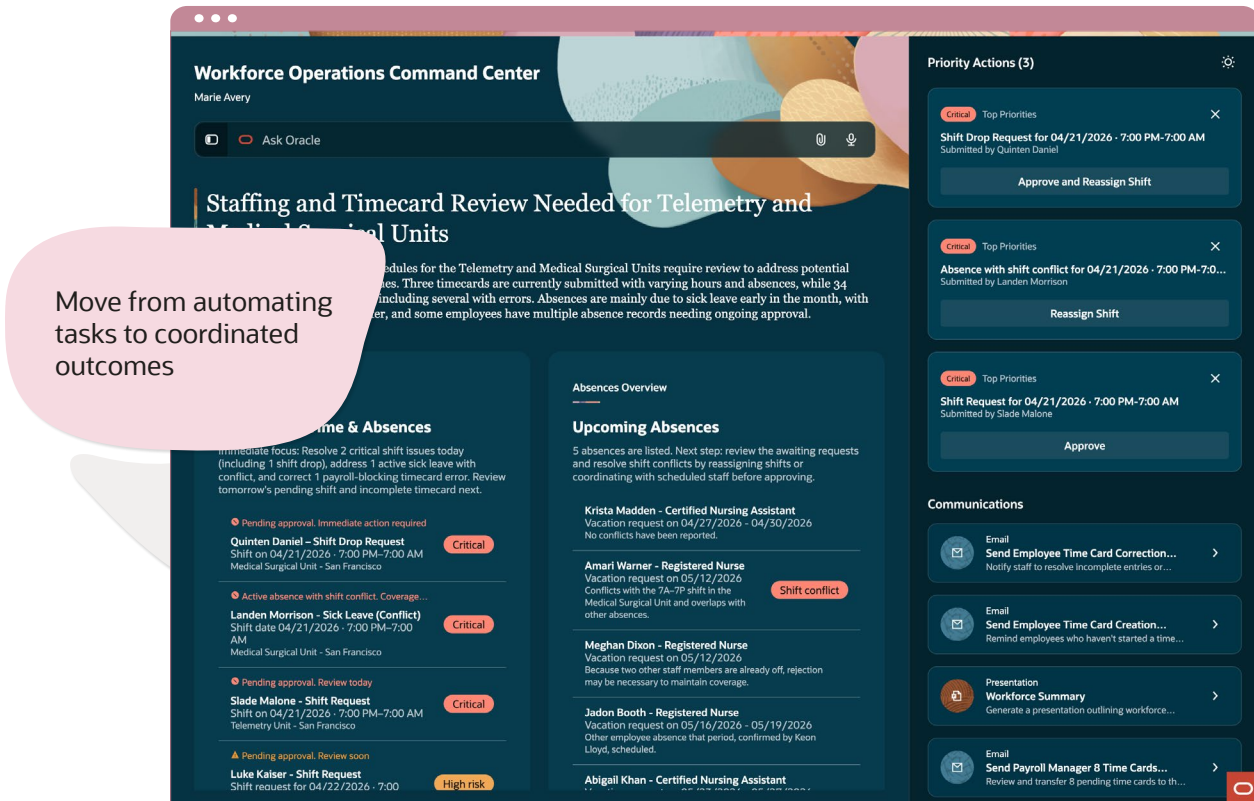 Workforce Operations Command Center
Marie Avery
Ask Oracle
Staffing and Timecard Review Needed for Telemetry and
Units
for the Telemetry and Medical Surgical Units require review to address potential
Three timecards are currently submitted with varying hours and absences, while 34
including several with errors. Absences are mainly due to sick leave early in the month, with
and some employees have multiple absence records needing ongoing approval.
Move from automating
tasks to coordinated
outcomes
& Absences
Immediate focus: Resolve 2 critical shift issues today
(including 1 shift drop), address 1 active sick leave with
conflict, and correct 1 payroll-blocking timecard error. Review
tomorrow's pending shift and incomplete timecard next.
Pending approval. Immediate action required
Quinten Daniel – Shift Drop Request
Shift on 04/21/2026 · 7:00 PM–7:00 AM
Medical Surgical Unit - San Francisco
Critical
Active absence with shift conflict. Coverage...
Landen Morrison - Sick Leave (Conflict)
Shift date 04/21/2026 · 7:00 PM–7:00
AM
Medical Surgical Unit - San Francisco
Critical
Pending approval. Review today
Slade Malone - Shift Request
Shift on 04/21/2026 · 7:00 PM–7:00 AM
Telemetry Unit - San Francisco
Critical
Pending approval. Review soon
Luke Kaiser - Shift Request
Shift request for 04/22/2026 · 7:00
High risk
Absences Overview
Upcoming Absences
5 absences are listed. Next step: review the awaiting requests
and resolve shift conflicts by reassigning shifts or
coordinating with scheduled staff before approving.
Krista Madden - Certified Nursing Assistant
Vacation request on 04/27/2026 - 04/30/2026
No conflicts have been reported.
Amari Warner - Registered Nurse
Vacation request on 05/12/2026
Conflicts with the 7A–7P shift in the
Medical Surgical Unit and overlaps with
other absences.
Shift conflict
Meghan Dixon - Registered Nurse
Vacation request on 05/12/2026
Because two other staff members are already off, rejection
may be necessary to maintain coverage.
Jadon Booth - Registered Nurse
Vacation request on 05/16/2026 - 05/19/2026
Other employee absence that period, confirmed by Keon
Lloyd, scheduled.
Abigail Khan - Certified Nursing Assistant
Priority Actions (3)
Critical Top Priorities
Shift Drop Request for 04/21/2026 · 7:00 PM-7:00 AM
Submitted by Quinten Daniel
Approve and Reassign Shift
Critical Top Priorities
Absence with shift conflict for 04/21/2026 · 7:00 PM-7:0...
Submitted by Landen Morrison
Reassign Shift
Critical Top Priorities
Shift Request for 04/21/2026 · 7:00 PM-7:00 AM
Submitted by Slade Malone
Approve
Communications
Email
Send Employee Time Card Correction...
Notify staff to resolve incomplete entries or...
Email
Send Employee Time Card Creation...
Remind employees who haven't started a time...
Presentation
Workforce Summary
Generate a presentation outlining workforce...
Email
Send Payroll Manager 8 Time Cards...
Review and transfer 8 pending time cards to th...